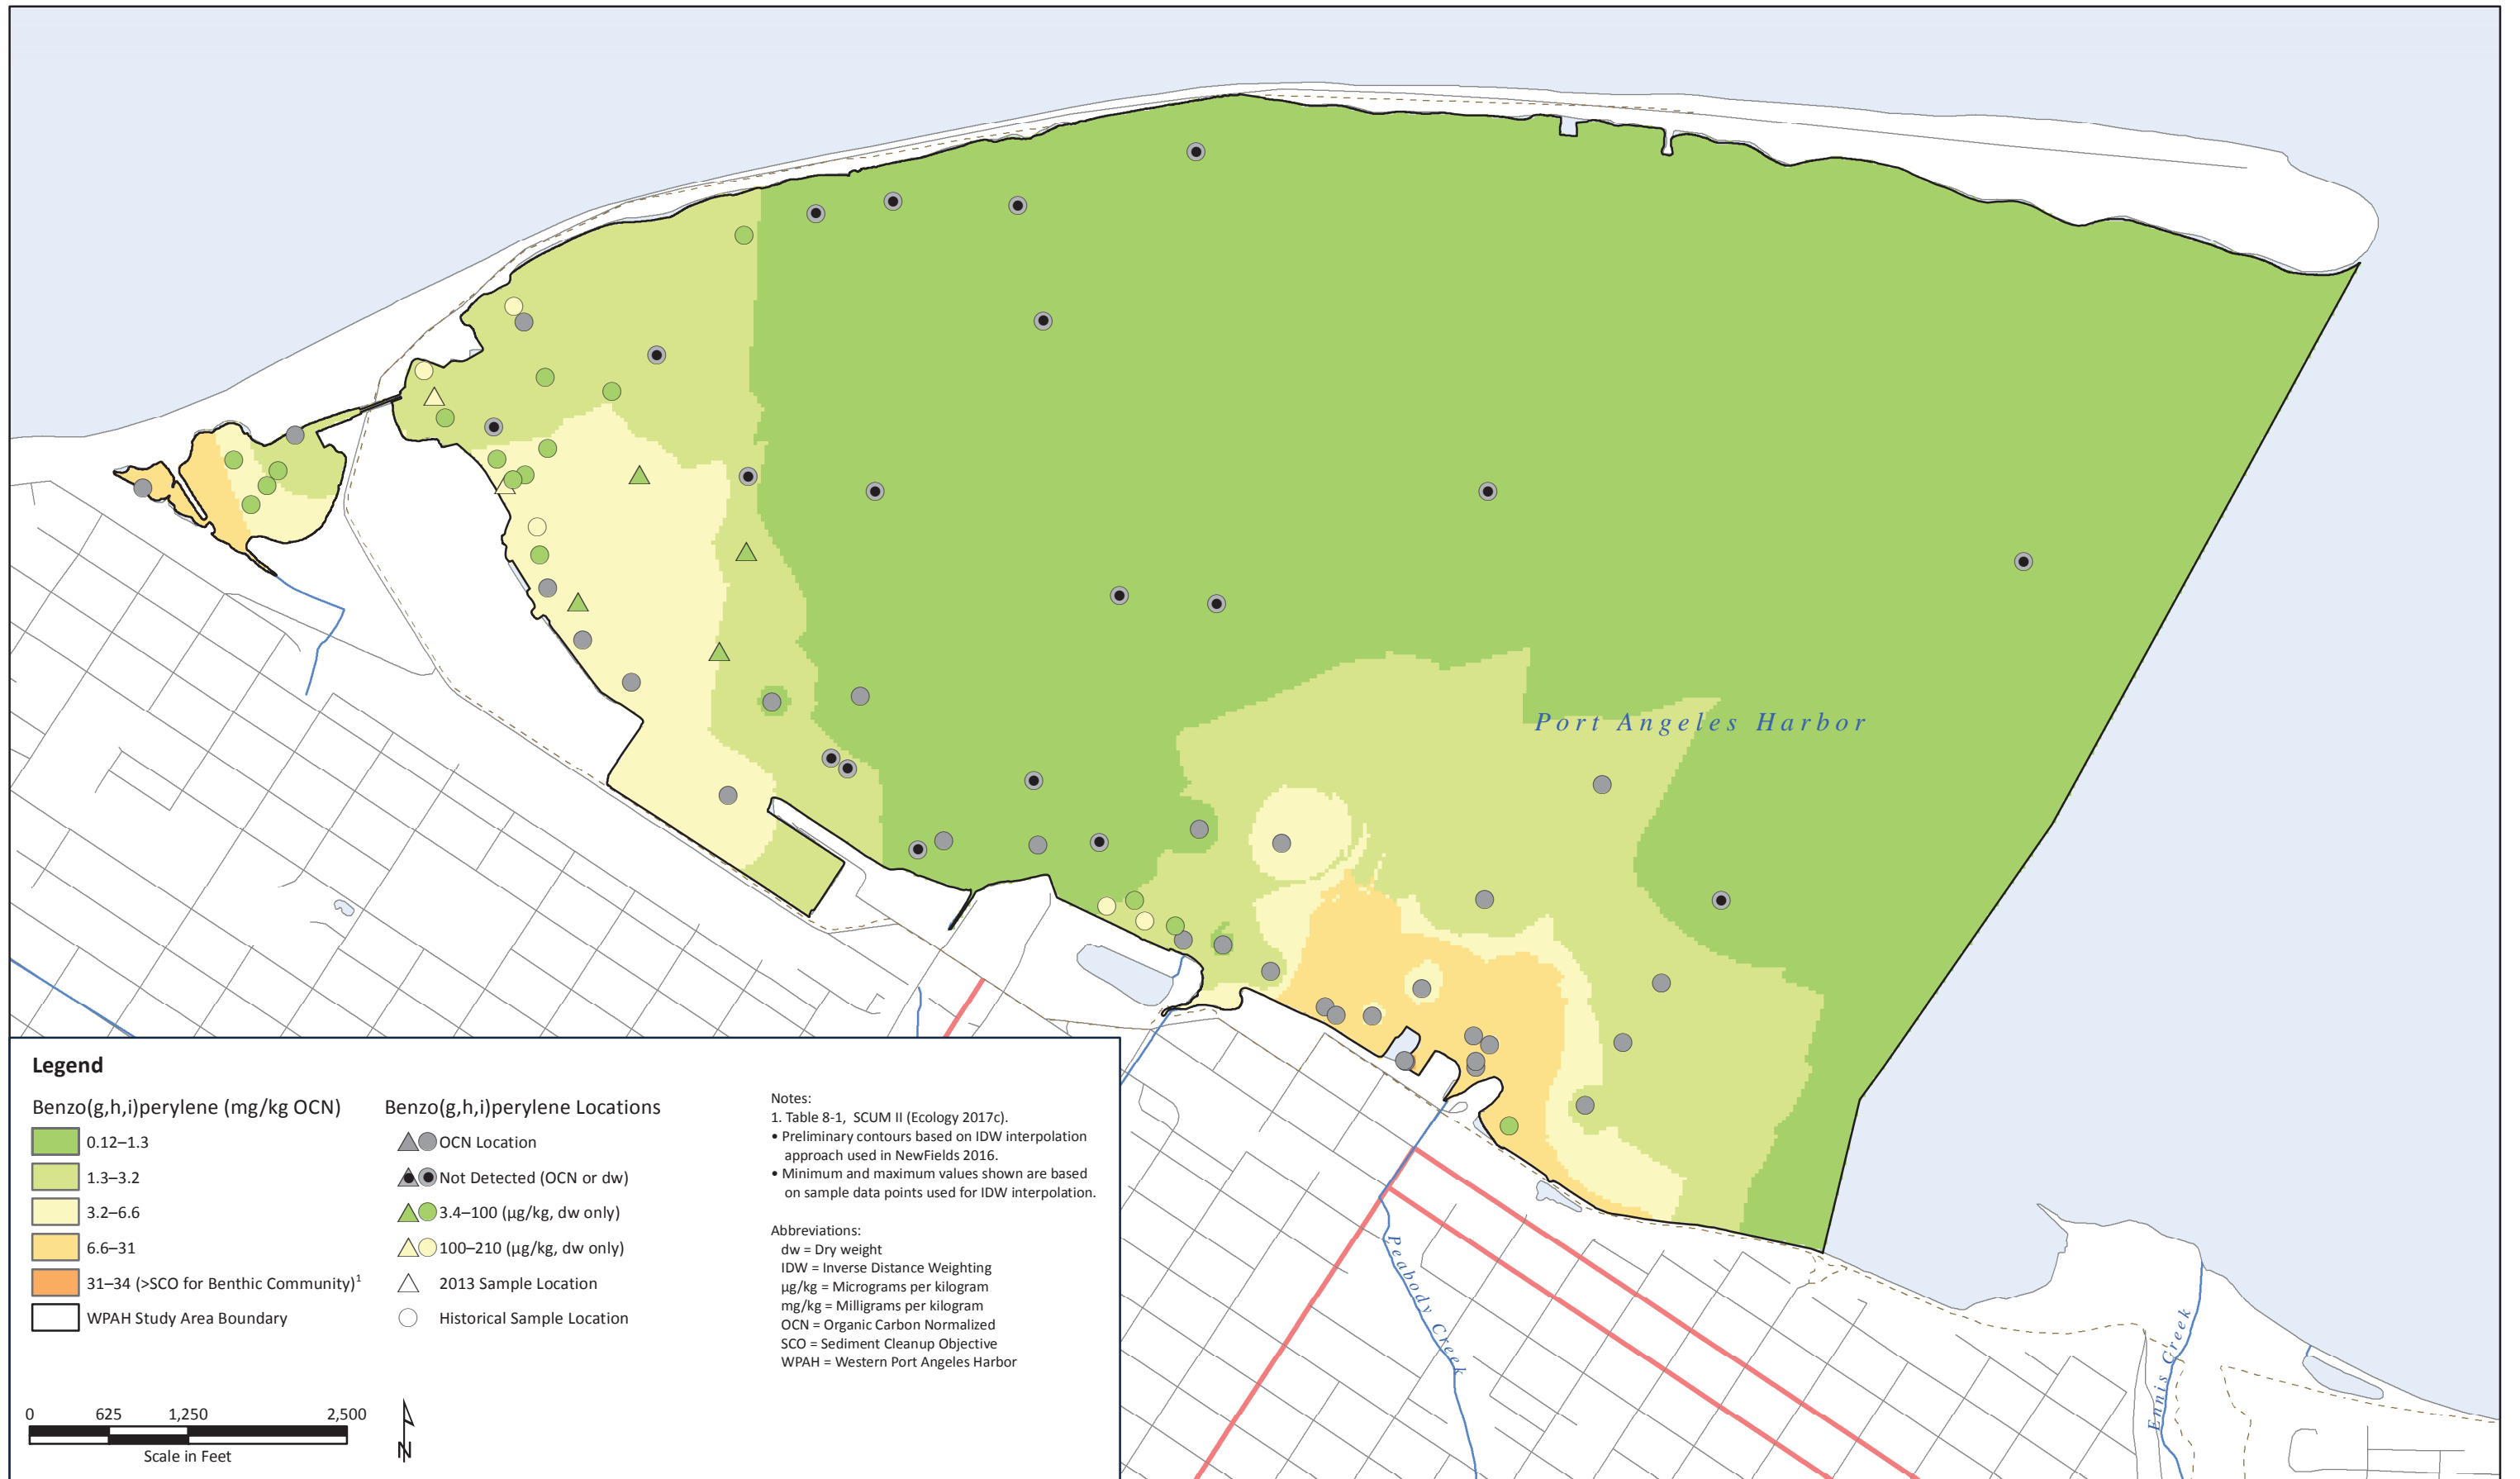 Port Angeles Harbor
Peabody Creek
Ennis Creek
Legend
Benzo(g,h,i)perylene (mg/kg OCN)
0.12–1.3
1.3–3.2
3.2–6.6
6.6–31
31–34 (>SCO for Benthic Community)1
WPAH Study Area Boundary
Benzo(g,h,i)perylene Locations
OCN Location
Not Detected (OCN or dw)
3.4–100 (µg/kg, dw only)
100–210 (µg/kg, dw only)
2013 Sample Location
Historical Sample Location
Notes:
1. Table 8-1, SCUM II (Ecology 2017c).
• Preliminary contours based on IDW interpolation
approach used in NewFields 2016.
• Minimum and maximum values shown are based
on sample data points used for IDW interpolation.
Abbreviations:
dw = Dry weight
IDW = Inverse Distance Weighting
µg/kg = Micrograms per kilogram
mg/kg = Milligrams per kilogram
OCN = Organic Carbon Normalized
SCO = Sediment Cleanup Objective
WPAH = Western Port Angeles Harbor
0 625 1,250 2,500
Scale in Feet
N